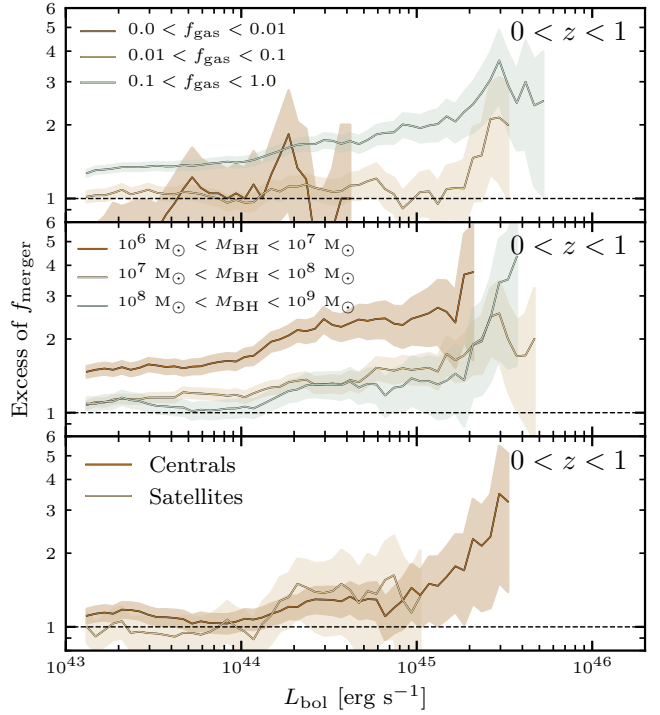 6
5
4
3
2
1
0.0 < f_gas < 0.01
0.01 < f_gas < 0.1
0.1 < f_gas < 1.0
0 < z < 1
6
5
4
3
2
1
10^6 M_⊙ < M_BH < 10^7 M_⊙
10^7 M_⊙ < M_BH < 10^8 M_⊙
10^8 M_⊙ < M_BH < 10^9 M_⊙
0 < z < 1
Excess of f_merger
6
5
4
3
2
1
Centrals
Satellites
0 < z < 1
10^43 10^44 10^45 10^46
L_bol [erg s^−1]